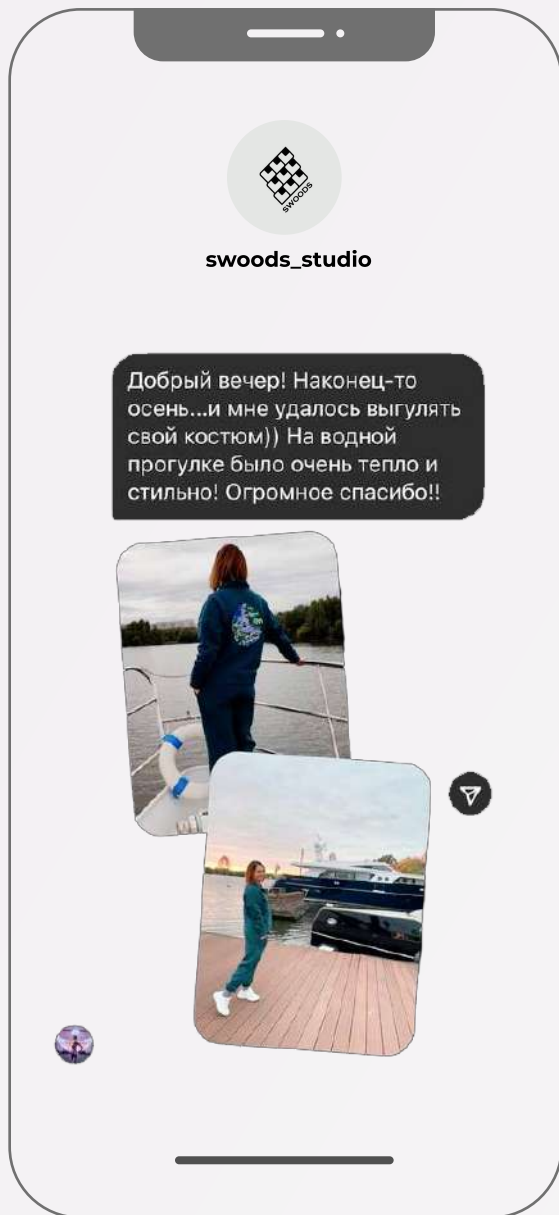 SWOODS
swoods_studio
Добрый вечер! Наконец-то
осень...и мне удалось выгулять
свой костюм)) На водной
прогулке было очень тепло и
стильно! Огромное спасибо!!